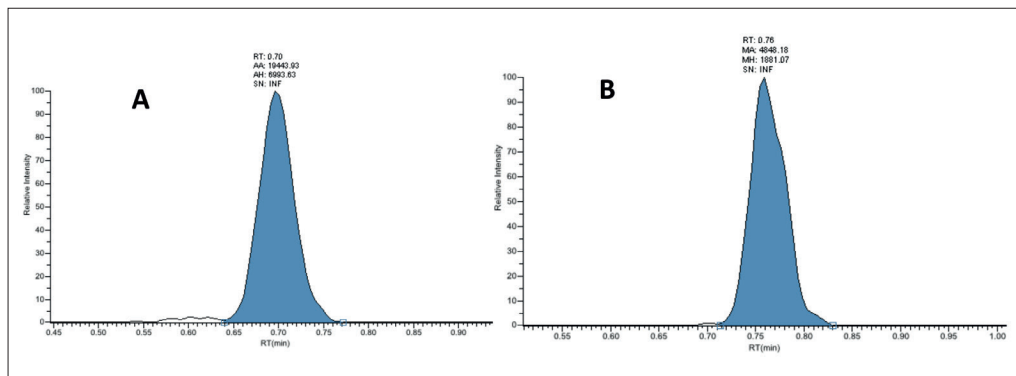 RT: 0.70
AA: 19443.93
AH: 6993.63
SN: INF
A
Relative Intensity
100
90
80
70
60
50
40
30
20
10
0
0.45 0.50 0.55 0.60 0.65 0.70 0.75 0.80 0.85 0.90
RT(min)
RT: 0.76
MA: 4848.18
MH: 1881.07
SN: INF
B
Relative Intensity
100
90
80
70
60
50
40
30
20
10
0
0.55 0.60 0.65 0.70 0.75 0.80 0.85 0.90 0.95 1.00
RT(min)